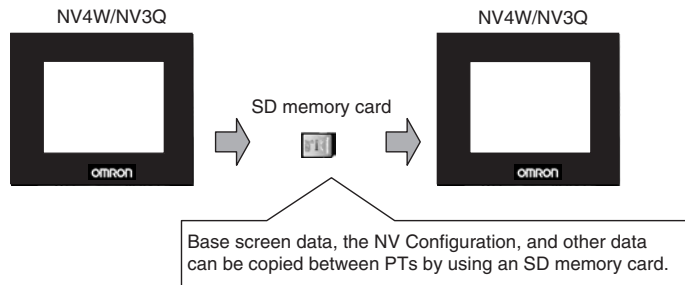 NV4W/NV3Q
NV4W/NV3Q
SD memory card
OMRON
OMRON
Base screen data, the NV Configuration, and other data
can be copied between PTs by using an SD memory card.